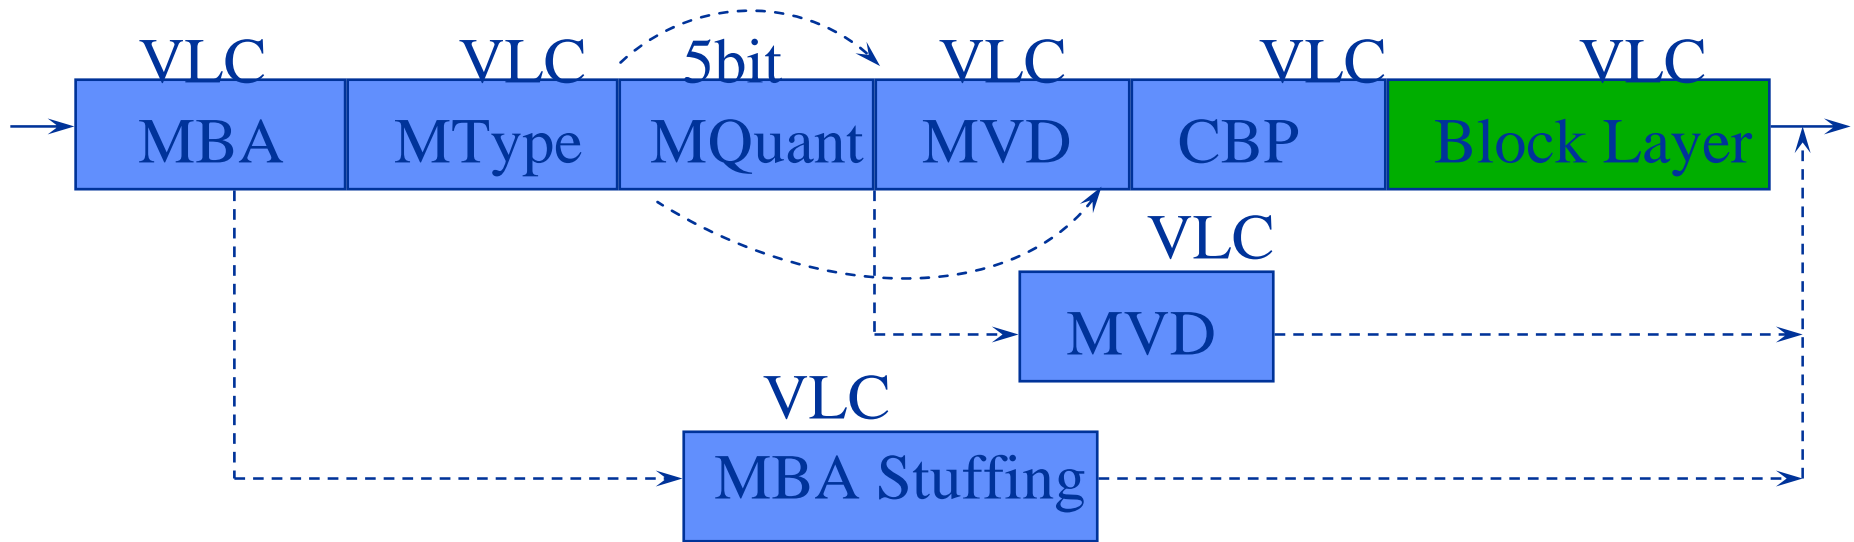 VLC VLC 5bit VLC VLC VLC
MBA MType MQuant MVD CBP Block Layer
VLC
MVD
VLC
MBA Stuffing